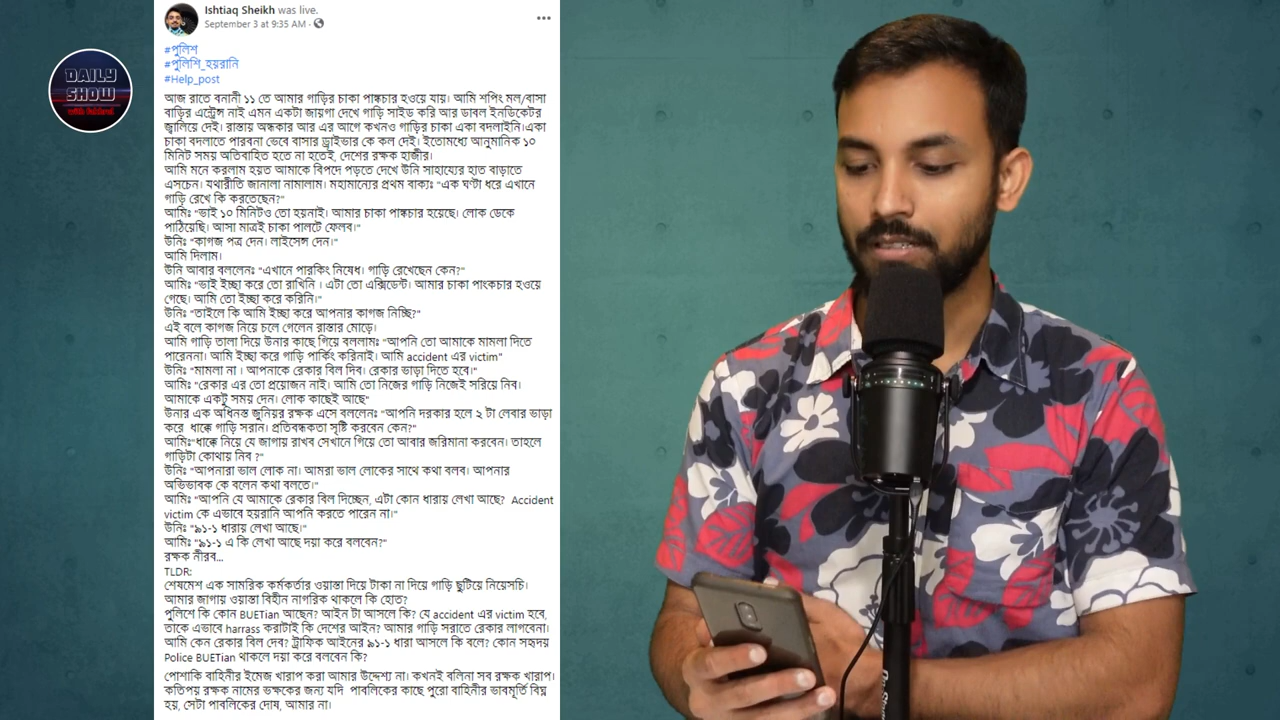 DAILY
SHOW
Ishtiaq Sheikh was live.
September 3 at 9:35 AM ·
#পুলিশ
#পুলিশি_হয়রানি
#Help_post
আজ রাতে বনানী ১১ তে আমার গাড়ির চাকা পাঙ্কচার হওয়ে যায়। আমি শপিং মল/বাসা
বাড়ির এন্ট্রেন্স নাই এমন একটা জায়গা দেখে গাড়ি সাইড করি আর ডাবল ইনডিকেটর
জ্বালিয়ে দেই। রাস্তায় অন্ধকার আর এর আগে কখনও গাড়ির চাকা একা বদলাইনি।একা
চাকা বদলাতে পারবনা ভেবে বাসার ড্রাইভার কে কল দেই। ইতোমধ্যে আনুমানিক ১০
মিনিট সময় অতিবাহিত হতে না হতেই, দেশের রক্ষক হাজীর।
আমি মনে করলাম হয়ত আমাকে বিপদে পড়তে দেখে উনি সাহায্যের হাত বাড়াতে
এসচেন। যথারীতি জানালা নামালাম। মহামান্যের প্রথম বাক্যঃ "এক ঘণ্টা ধরে এখানে
গাড়ি রেখে কি করতেছেন?"
আমিঃ "ভাই ১০ মিনিটও তো হয়নাই। আমার চাকা পাঙ্কচার হয়েছে। লোক ডেকে
পাঠিয়েছি। আসা মাত্রই চাকা পালটে ফেলব।"
উনিঃ "কাগজ পত্র দেন। লাইসেন্স দেন।"
আমি দিলাম।
উনি আবার বললেনঃ "এখানে পারকিং নিষেধ। গাড়ি রেখেছেন কেন?"
আমিঃ "ভাই ইচ্ছা করে তো রাখিনি । এটা তো এক্সিডেন্ট। আমার চাকা পাংকচার হওয়ে
গেছে। আমি তো ইচ্ছা করে করিনি।"
উনিঃ "তাইলে কি আমি ইচ্ছা করে আপনার কাগজ নিচ্ছি?"
এই বলে কাগজ নিয়ে চলে গেলেন রাস্তার মোড়ে।
আমি গাড়ি তালা দিয়ে উনার কাছে গিয়ে বললামঃ "আপনি তো আমাকে মামলা দিতে
পারেননা। আমি ইচ্ছা করে গাড়ি পার্কিং করিনাই। আমি accident এর victim"
উনিঃ "মামলা না । আপনাকে রেকার বিল দিব। রেকার ভাড়া দিতে হবে।"
আমিঃ "রেকার এর তো প্রয়োজন নাই। আমি তো নিজের গাড়ি নিজেই সরিয়ে নিব।
আমাকে একটু সময় দেন। লোক কাছেই আছে"
উনার এক অধিনস্ত জুনিয়র রক্ষক এসে বললেনঃ "আপনি দরকার হলে ২ টা লেবার ভাড়া
করে ধাক্কে গাড়ি সরান। প্রতিবন্ধকতা সৃষ্টি করবেন কেন?"
আমিঃ"ধাক্কে নিয়ে যে জাগায় রাখব সেখানে গিয়ে তো আবার জরিমানা করবেন। তাহলে
গাড়িটা কোথায় নিব ?"
উনিঃ "আপনারা ভাল লোক না। আমরা ভাল লোকের সাথে কথা বলব। আপনার
অভিভাবক কে বলেন কথা বলতে।"
আমিঃ "আপনি যে আমাকে রেকার বিল দিচ্ছেন, এটা কোন ধারায় লেখা আছে? Accident
victim কে এভাবে হয়রানি আপনি করতে পারেন না।"
উনিঃ "৯১-১ ধারায় লেখা আছে।"
আমিঃ "৯১-১ এ কি লেখা আছে দয়া করে বলবেন?"
রক্ষক নীরব...
TLDR:
শেষমেশ এক সামরিক কর্মকর্তার ওয়াস্তা দিয়ে টাকা না দিয়ে গাড়ি ছুটিয়ে নিয়েসচি।
আমার জাগায় ওয়াস্তা বিহীন নাগরিক থাকলে কি হোত?
পুলিশে কি কোন BUETian আছেন? আইন টা আসলে কি? যে accident এর victim হবে,
তাকে এভাবে harrass করাটাই কি দেশের আইন? আমার গাড়ি সরাতে রেকার লাগবেনা।
আমি কেন রেকার বিল দেব? ট্রাফিক আইনের ৯১-১ ধারা আসলে কি বলে? কোন সহৃদয়
Police BUETian থাকলে দয়া করে বলবেন কি?
পোশাকি বাহিনীর ইমেজ খারাপ করা আমার উদ্দেশ্য না। কখনই বলিনা সব রক্ষক খারাপ।
কতিপয় রক্ষক নামের ভক্ষকের জন্য যদি পাবলিকের কাছে পুরো বাহিনীর ভাবমূর্তি বিঘ্ন
হয়, সেটা পাবলিকের দোষ, আমার না।